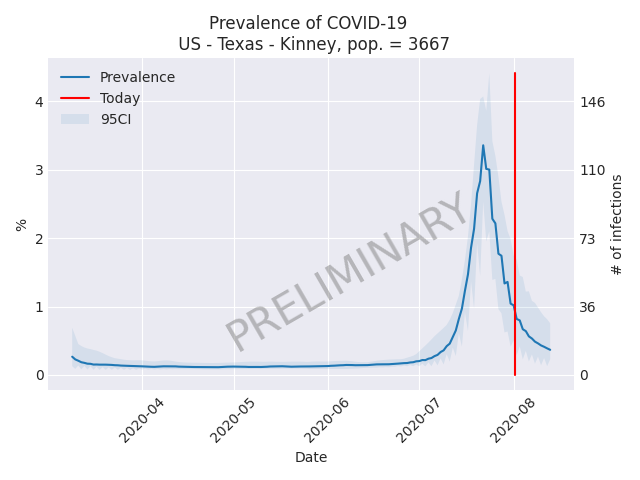 Prevalence of COVID-19
US - Texas - Kinney, pop. = 3667
Prevalence
Today
95CI
PRELIMINARY
%
4
3
2
1
0
146
110
73
36
0
# of infections
2020-04
2020-05
2020-06
2020-07
2020-08
Date